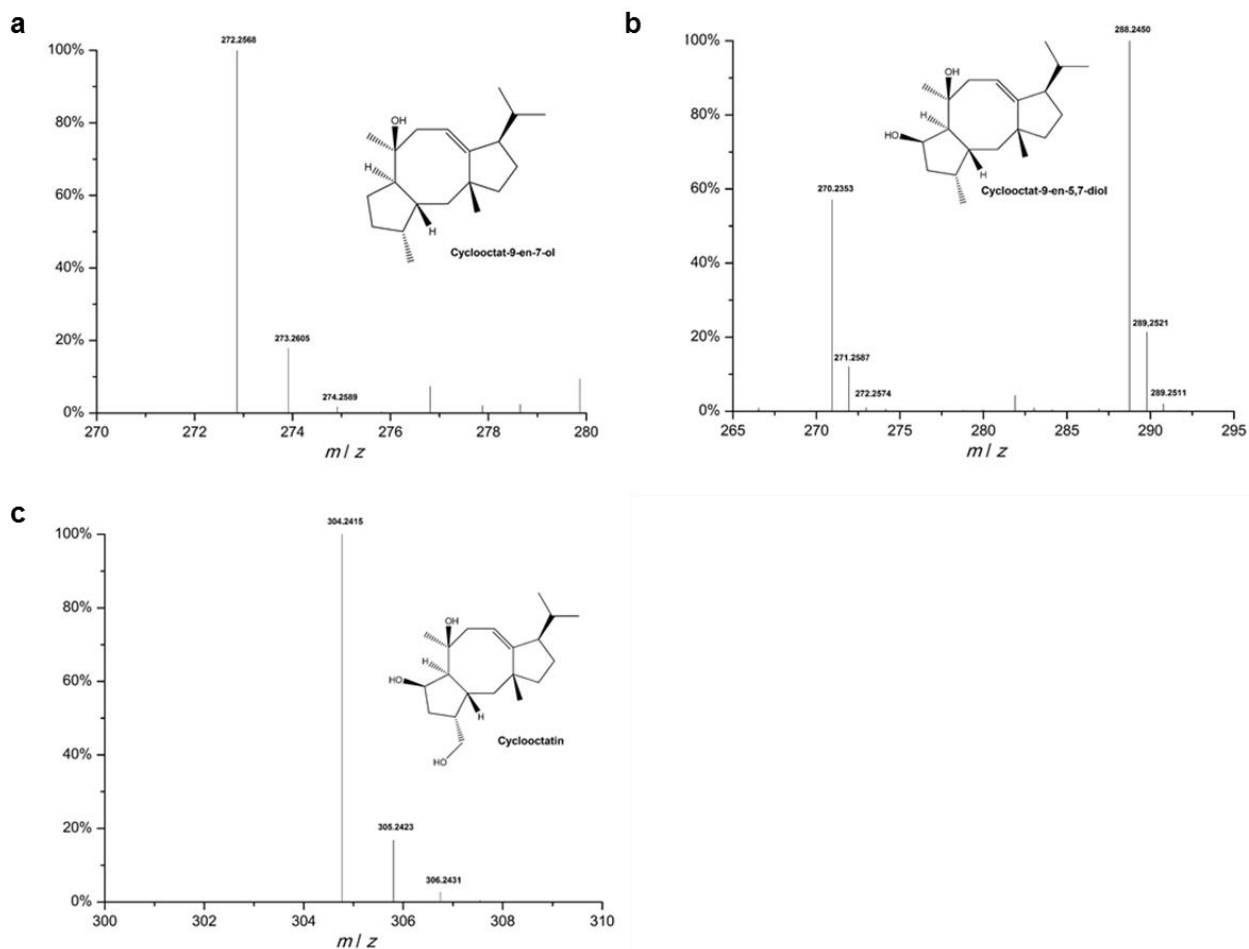 a
100%
80%
60%
40%
20%
0%
270
272
274
276
278
280
m / z
272.2568
273.2605
274.2589
OH
H
H
Cyclooctat-9-en-7-ol
b
100%
80%
60%
40%
20%
0%
265
270
275
280
285
290
295
m / z
270.2353
271.2587
272.2574
288.2450
289,2521
289.2511
OH
H
HO
H
Cyclooctat-9-en-5,7-diol
c
100%
80%
60%
40%
20%
0%
300
302
304
306
308
310
m / z
304.2415
305.2423
306.2431
OH
H
HO
H
HO
Cyclooctatin